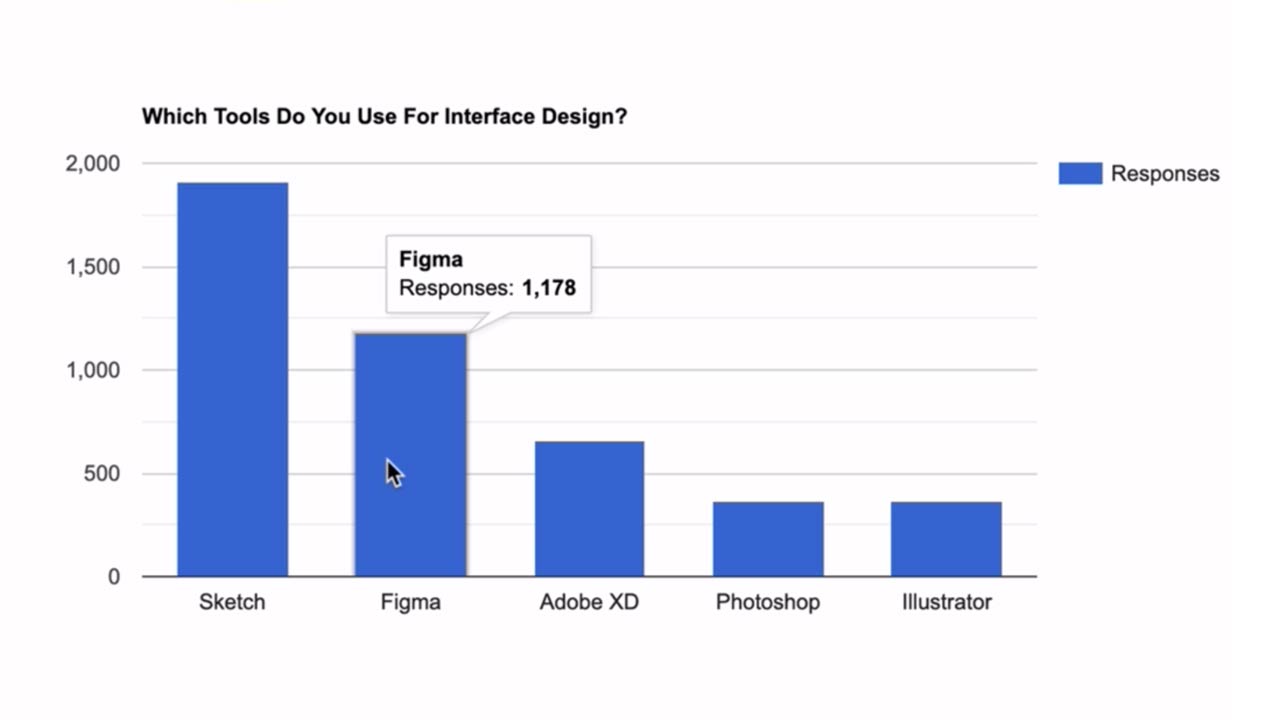 Which Tools Do You Use For Interface Design?
2,000
Responses
Figma
1,500
Responses: 1,178
1,000
500
0
Sketch Figma Adobe XD Photoshop Illustrator